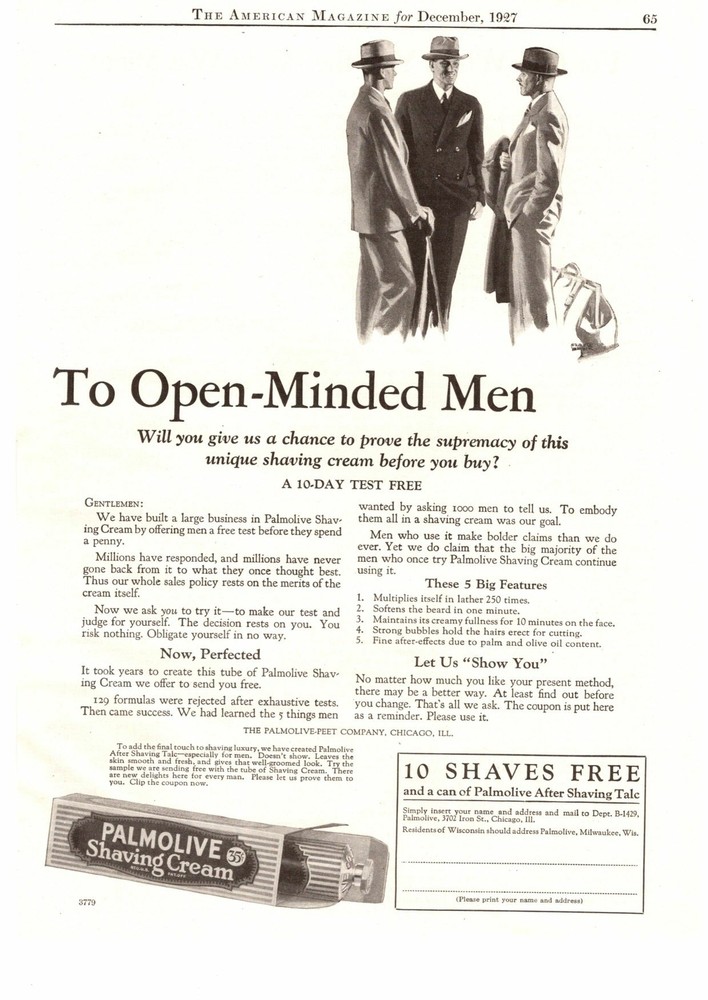 THE AMERICAN MAGAZINE for December, 1927
65
To Open-Minded Men
Will you give us a chance to prove the supremacy of this
unique shaving cream before you buy?
A 10-DAY TEST FREE
GENTLEMEN:
We have built a large business in Palmolive Shav-
ing Cream by offering men a free test before they spend
a penny.
Millions have responded, and millions have never
gone back from it to what they once thought best.
Thus our whole sales policy rests on the merits of the
cream itself.
Now we ask you to try it—to make our test and
judge for yourself. The decision rests on you. You
risk nothing. Obligate yourself in no way.
Now, Perfected
It took years to create this tube of Palmolive Shav-
ing Cream we offer to send you free.
129 formulas were rejected after exhaustive tests.
Then came success. We had learned the 5 things men
wanted by asking 1000 men to tell us. To embody
them all in a shaving cream was our goal.
Men who use it make bolder claims than we do
ever. Yet we do claim that the big majority of the
men who once try Palmolive Shaving Cream continue
using it.
These 5 Big Features
1. Multiplies itself in lather 250 times.
2. Softens the beard in one minute.
3. Maintains its creamy fullness for 10 minutes on the face.
4. Strong bubbles hold the hairs erect for cutting.
5. Fine after-effects due to palm and olive oil content.
Let Us "Show You"
No matter how much you like your present method,
there may be a better way. At least find out before
you change. That's all we ask. The coupon is put here
as a reminder. Please use it.
THE PALMOLIVE-PEET COMPANY, CHICAGO, ILL.
To add the final touch to shaving luxury, we have created Palmolive
After Shaving Talc—especially for men. Doesn't show. Leaves the
skin smooth and fresh, and gives that well-groomed look. Try the
sample we are sending free with the tube of Shaving Cream. There
are new delights here for every man. Please let us prove them to
you. Clip the coupon now.
PALMOLIVE
Shaving Cream
35¢
3779
10 SHAVES FREE
and a can of Palmolive After Shaving Talc
Simply insert your name and address and mail to Dept. B-1429,
Palmolive, 3702 Iron St., Chicago, Ill.
Residents of Wisconsin should address Palmolive, Milwaukee, Wis.
(Please print your name and address)